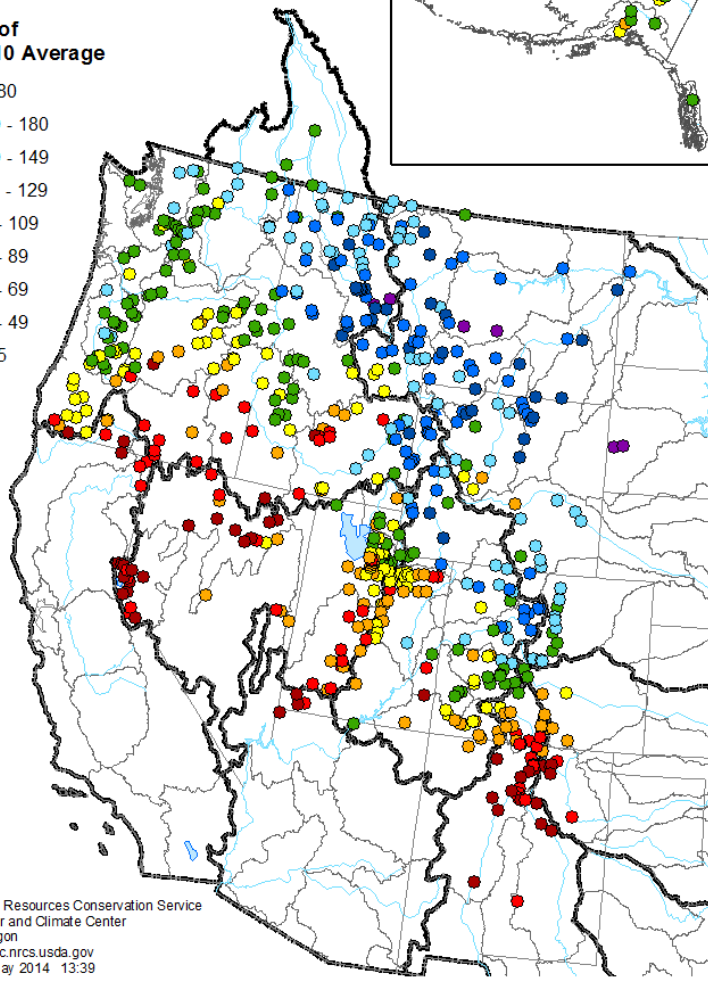 of
10 Average
80
- 180
- 149
- 129
- 109
- 89
- 69
- 49
5
Resources Conservation Service
r and Climate Center
gon
c.nrcs.usda.gov
ay 2014 13:39